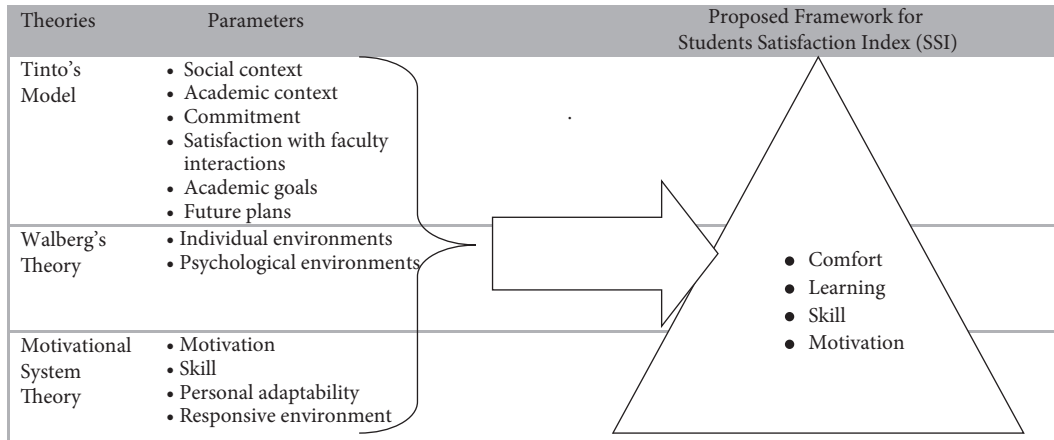 Theories
Parameters
Proposed Framework for
Students Satisfaction Index (SSI)
Tinto's
Model
• Social context
• Academic context
• Commitment
• Satisfaction with faculty
interactions
• Academic goals
• Future plans
Walberg's
Theory
• Individual environments
• Psychological environments
Motivational
System
Theory
• Motivation
• Skill
• Personal adaptability
• Responsive environment
● Comfort
● Learning
● Skill
● Motivation